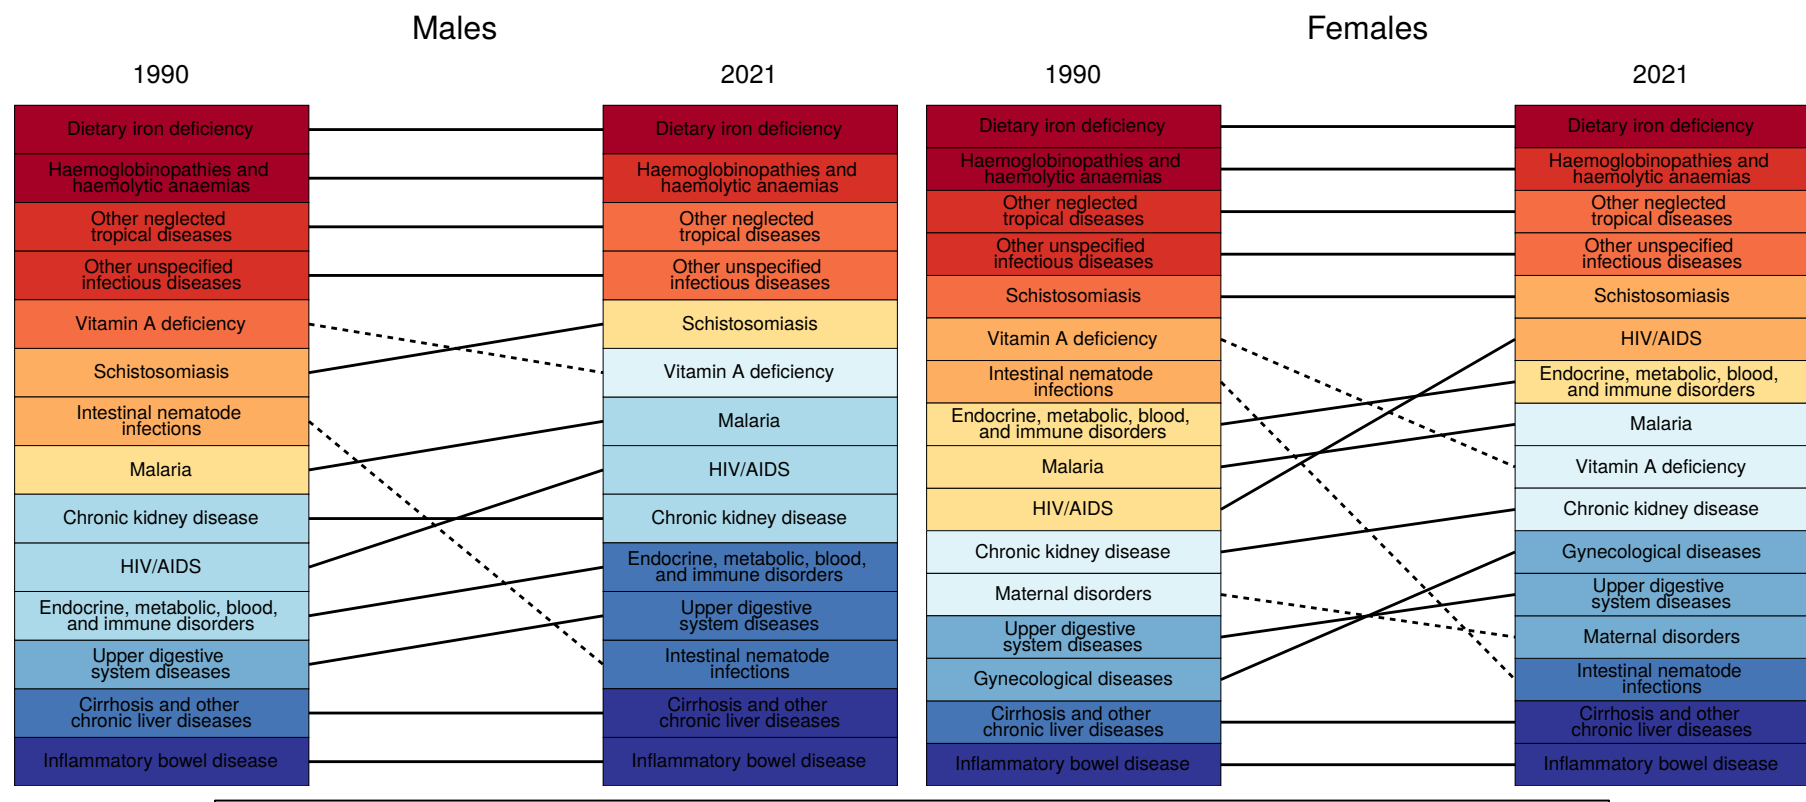 Males
1990
2021
Dietary iron deficiency
Haemoglobinopathies and
haemolytic anaemias
Other neglected
tropical diseases
Other unspecified
infectious diseases
Vitamin A deficiency
Schistosomiasis
Intestinal nematode
infections
Malaria
Chronic kidney disease
HIV/AIDS
Endocrine, metabolic, blood,
and immune disorders
Upper digestive
system diseases
Cirrhosis and other
chronic liver diseases
Inflammatory bowel disease
Dietary iron deficiency
Haemoglobinopathies and
haemolytic anaemias
Other neglected
tropical diseases
Other unspecified
infectious diseases
Schistosomiasis
Vitamin A deficiency
Malaria
HIV/AIDS
Chronic kidney disease
Endocrine, metabolic, blood,
and immune disorders
Upper digestive
system diseases
Intestinal nematode
infections
Cirrhosis and other
chronic liver diseases
Inflammatory bowel disease
Females
1990
2021
Dietary iron deficiency
Haemoglobinopathies and
haemolytic anaemias
Other neglected
tropical diseases
Other unspecified
infectious diseases
Schistosomiasis
Vitamin A deficiency
Intestinal nematode
infections
Endocrine, metabolic, blood,
and immune disorders
Malaria
HIV/AIDS
Chronic kidney disease
Maternal disorders
Upper digestive
system diseases
Gynecological diseases
Cirrhosis and other
chronic liver diseases
Inflammatory bowel disease
Dietary iron deficiency
Haemoglobinopathies and
haemolytic anaemias
Other neglected
tropical diseases
Other unspecified
infectious diseases
Schistosomiasis
HIV/AIDS
Endocrine, metabolic, blood,
and immune disorders
Malaria
Vitamin A deficiency
Chronic kidney disease
Gynecological diseases
Upper digestive
system diseases
Maternal disorders
Intestinal nematode
infections
Cirrhosis and other
chronic liver diseases
Inflammatory bowel disease